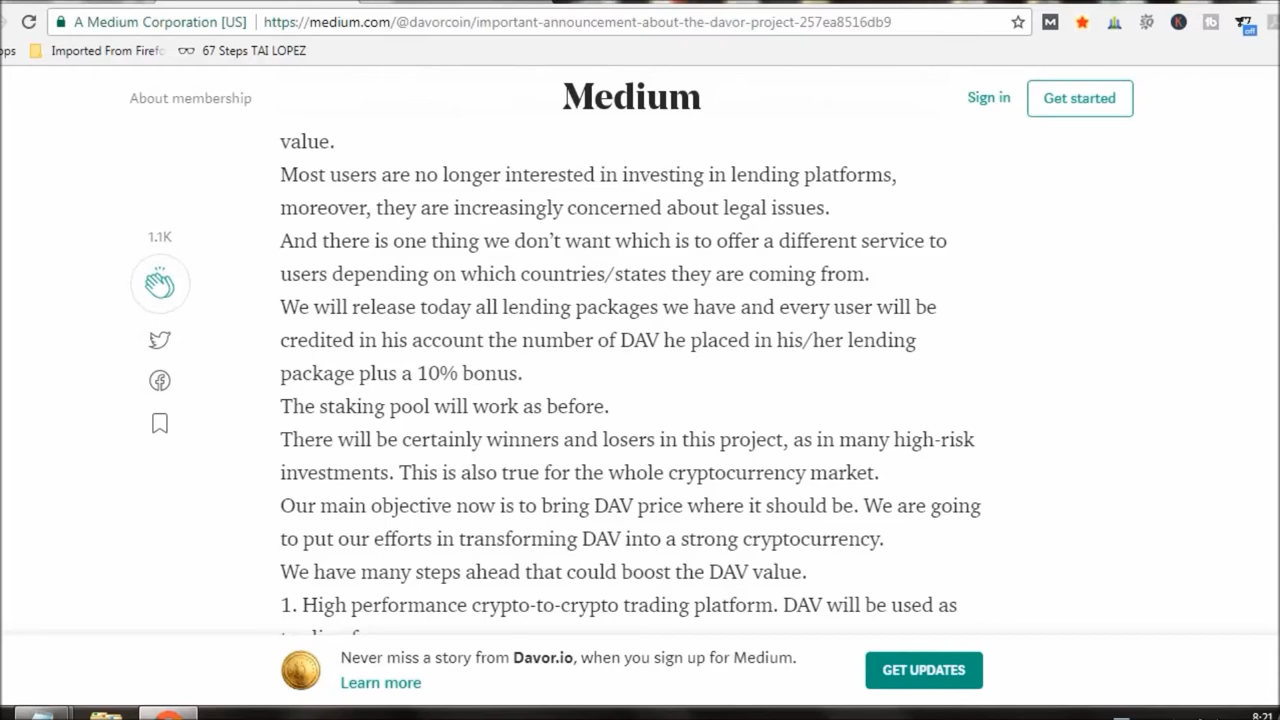 A Medium Corporation [US] | https://medium.com/@davorcoin/important-announcement-about-the-davor-project-257ea8516db9
ops Imported From Firefo 67 Steps TAI LOPEZ
About membership
Medium
Sign in
Get started
value.
Most users are no longer interested in investing in lending platforms,
moreover, they are increasingly concerned about legal issues.
1.1K
And there is one thing we don’t want which is to offer a different service to
users depending on which countries/states they are coming from.
We will release today all lending packages we have and every user will be
credited in his account the number of DAV he placed in his/her lending
package plus a 10% bonus.
The staking pool will work as before.
There will be certainly winners and losers in this project, as in many high-risk
investments. This is also true for the whole cryptocurrency market.
Our main objective now is to bring DAV price where it should be. We are going
to put our efforts in transforming DAV into a strong cryptocurrency.
We have many steps ahead that could boost the DAV value.
1. High performance crypto-to-crypto trading platform. DAV will be used as
Never miss a story from Davor.io, when you sign up for Medium.
Learn more
GET UPDATES
8:21